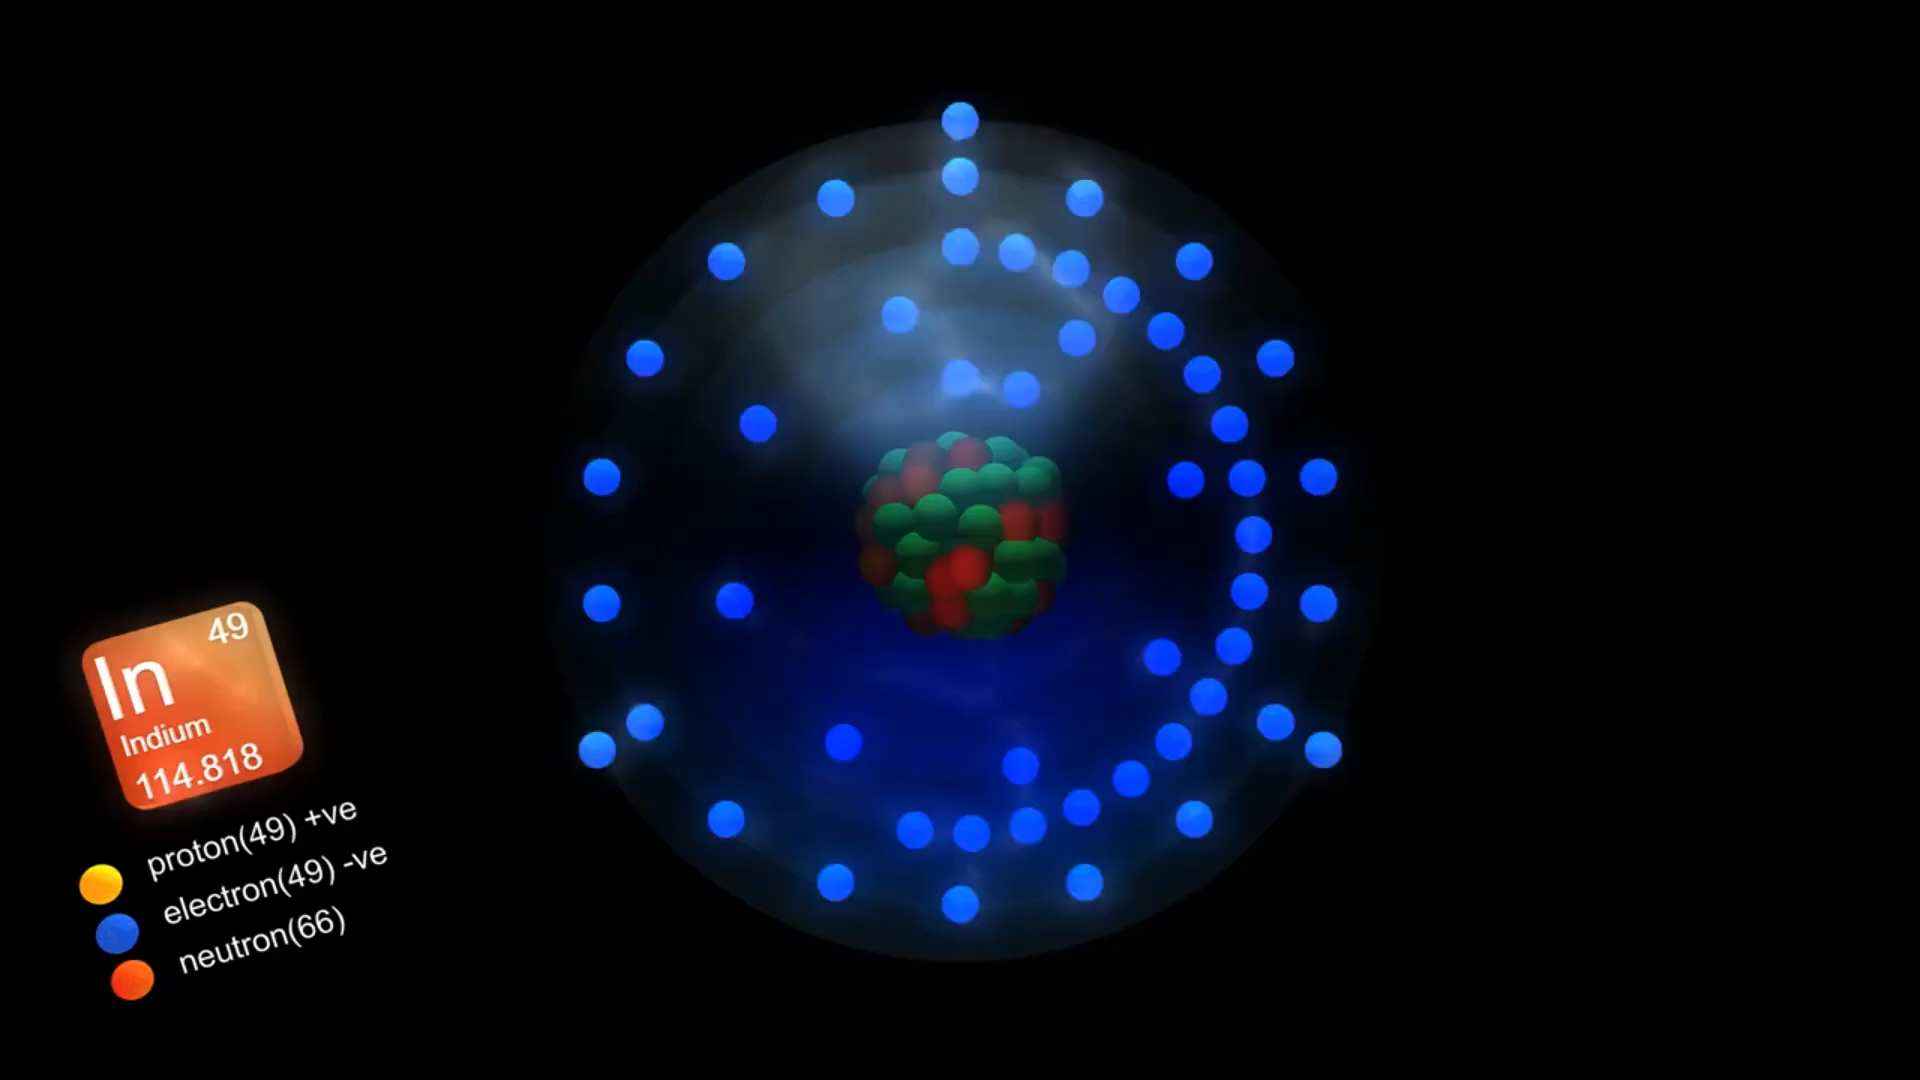 49
In
Indium
114.818
proton(49) +ve
electron(49) -ve
neutron(66)